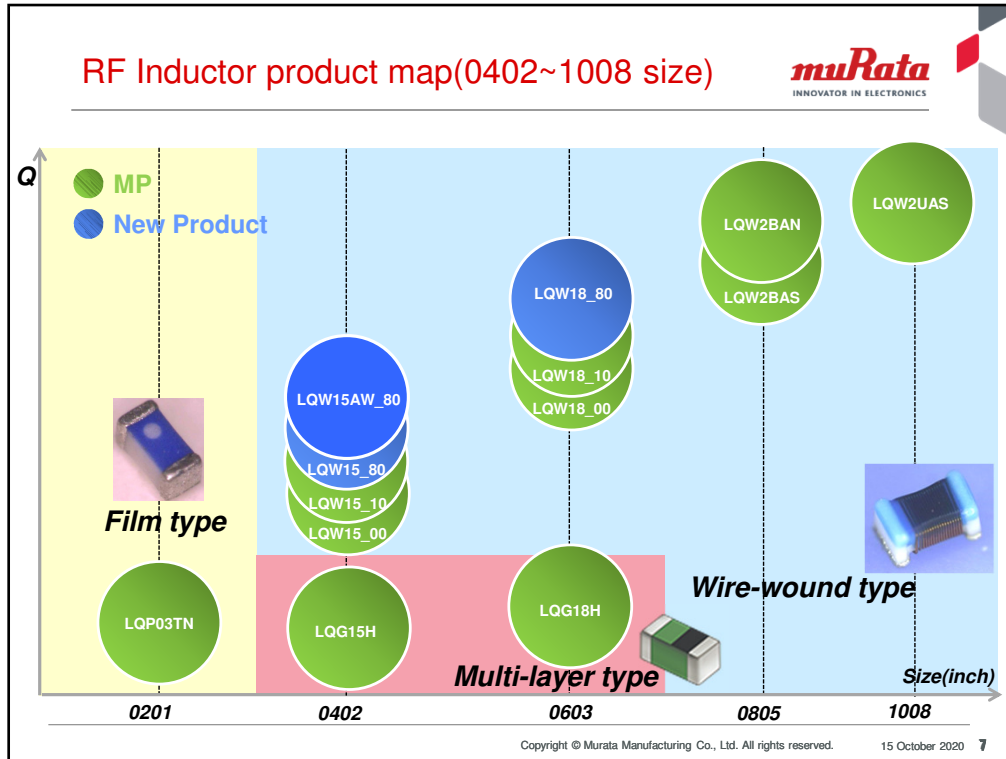 RF Inductor product map(0402~1008 size)
muRata
INNOVATOR IN ELECTRONICS
Q
MP
New Product
LQW2BAN
LQW2UAS
LQW2BAS
LQW18_80
LQW18_10
LQW18_00
LQW15AW_80
LQW15_80
LQW15_10
LQW15_00
Film type
Wire-wound type
LQP03TN
LQG15H
LQG18H
Multi-layer type
Size(inch)
0201 0402 0603 0805 1008
Copyright © Murata Manufacturing Co., Ltd. All rights reserved. 15 October 2020 7